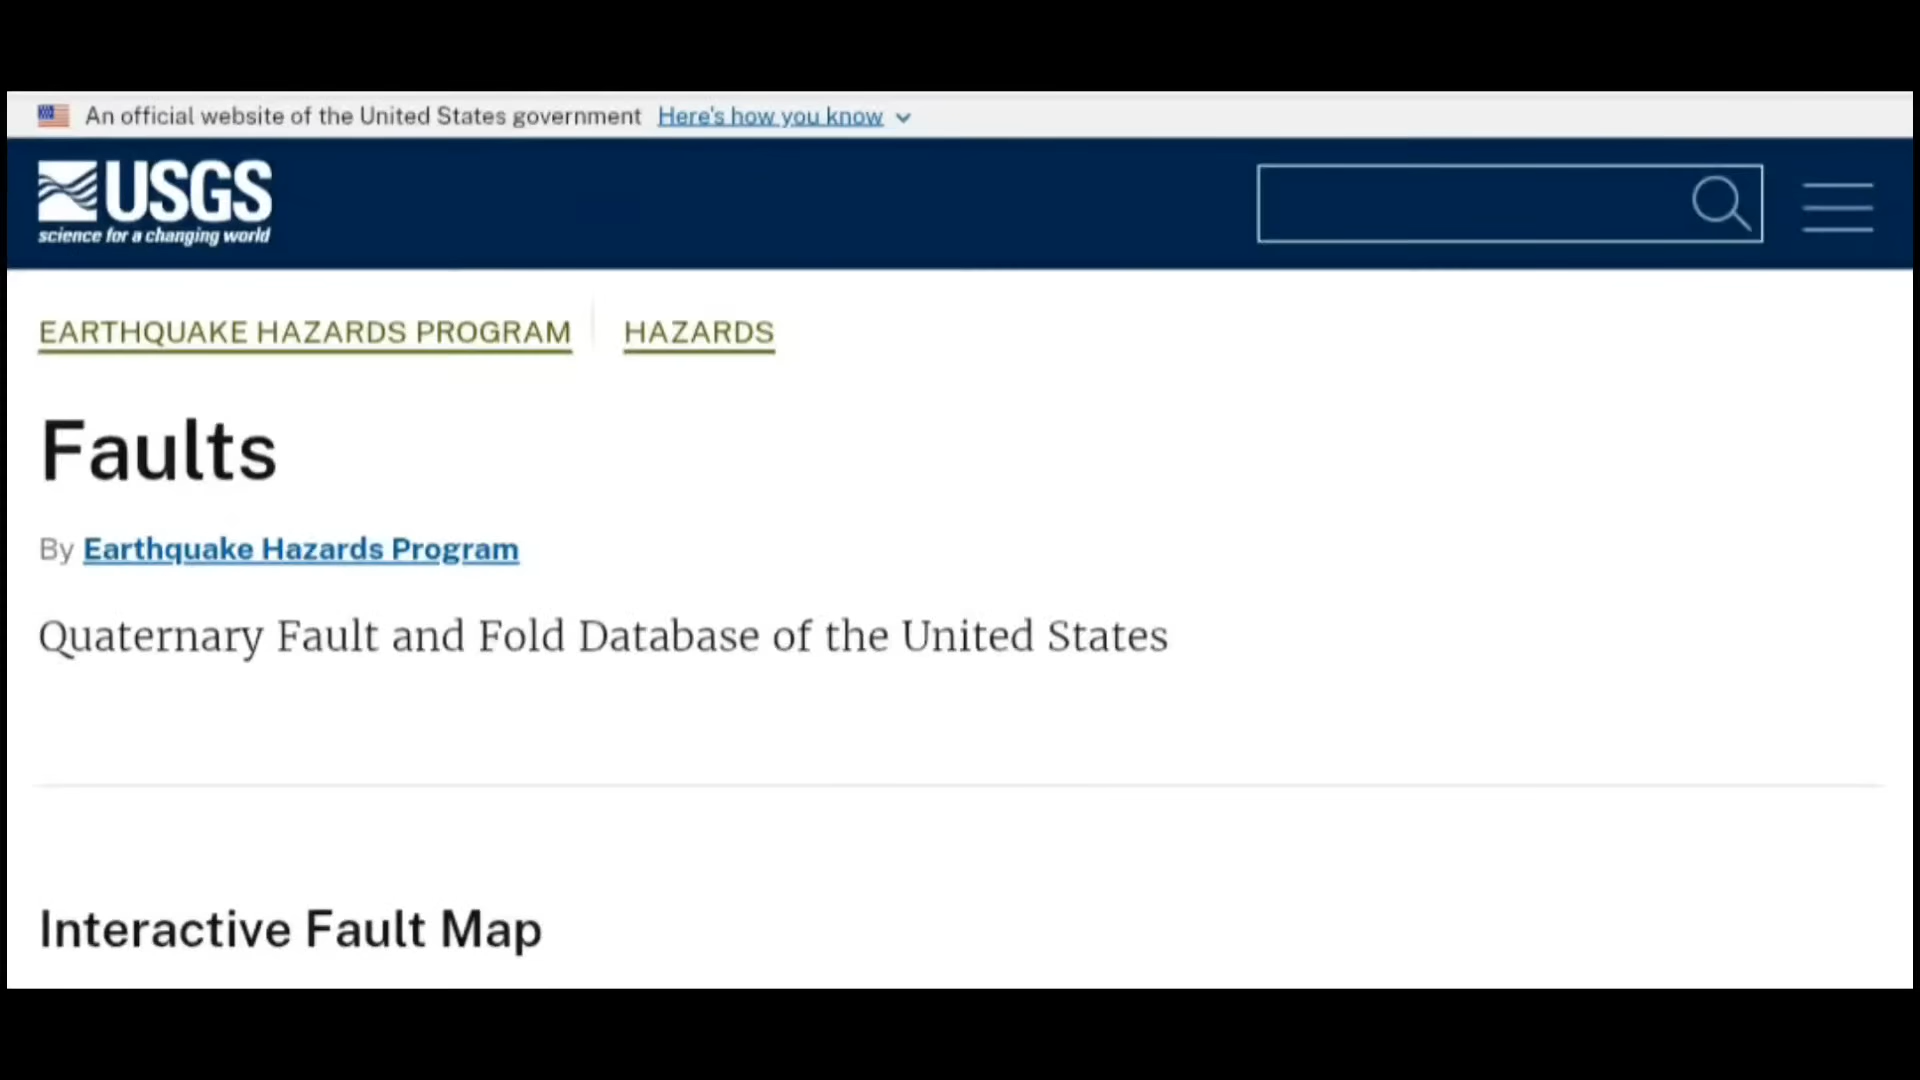 An official website of the United States government Here's how you know
USGS
science for a changing world
EARTHQUAKE HAZARDS PROGRAM HAZARDS
Faults
By Earthquake Hazards Program
Quaternary Fault and Fold Database of the United States
Interactive Fault Map